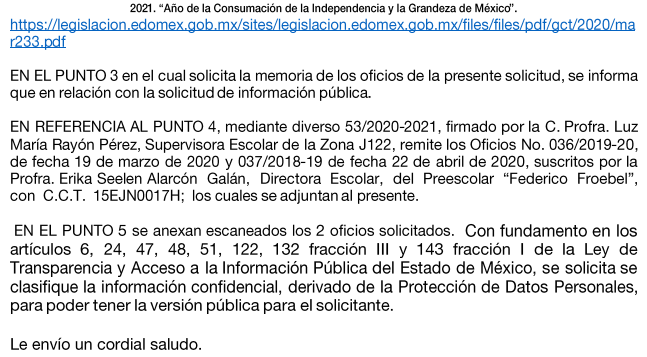 2021. “Año de la Consumación de la Independencia y la Grandeza de México”.
https://legislacion.edomex.gob.mx/sites/legislacion.edomex.gob.mx/files/files/pdf/gct/2020/ma
r233.pdf
EN EL PUNTO 3 en el cual solicita la memoria de los oficios de la presente solicitud, se informa
que en relación con la solicitud de información pública.
EN REFERENCIA AL PUNTO 4, mediante diverso 53/2020-2021, firmado por la C. Profra. Luz
María Rayón Pérez, Supervisora Escolar de la Zona J122, remite los Oficios No. 036/2019-20,
de fecha 19 de marzo de 2020 y 037/2018-19 de fecha 22 de abril de 2020, suscritos por la
Profra. Erika Seelen Alarcón Galán, Directora Escolar, del Preescolar “Federico Froebel”,
con C.C.T. 15EJN0017H; los cuales se adjuntan al presente.
EN EL PUNTO 5 se anexan escaneados los 2 oficios solicitados. Con fundamento en los
artículos 6, 24, 47, 48, 51, 122, 132 fracción III y 143 fracción I de la Ley de
Transparencia y Acceso a la Información Pública del Estado de México, se solicita se
clasifique la información confidencial, derivado de la Protección de Datos Personales,
para poder tener la versión pública para el solicitante.
Le envío un cordial saludo.